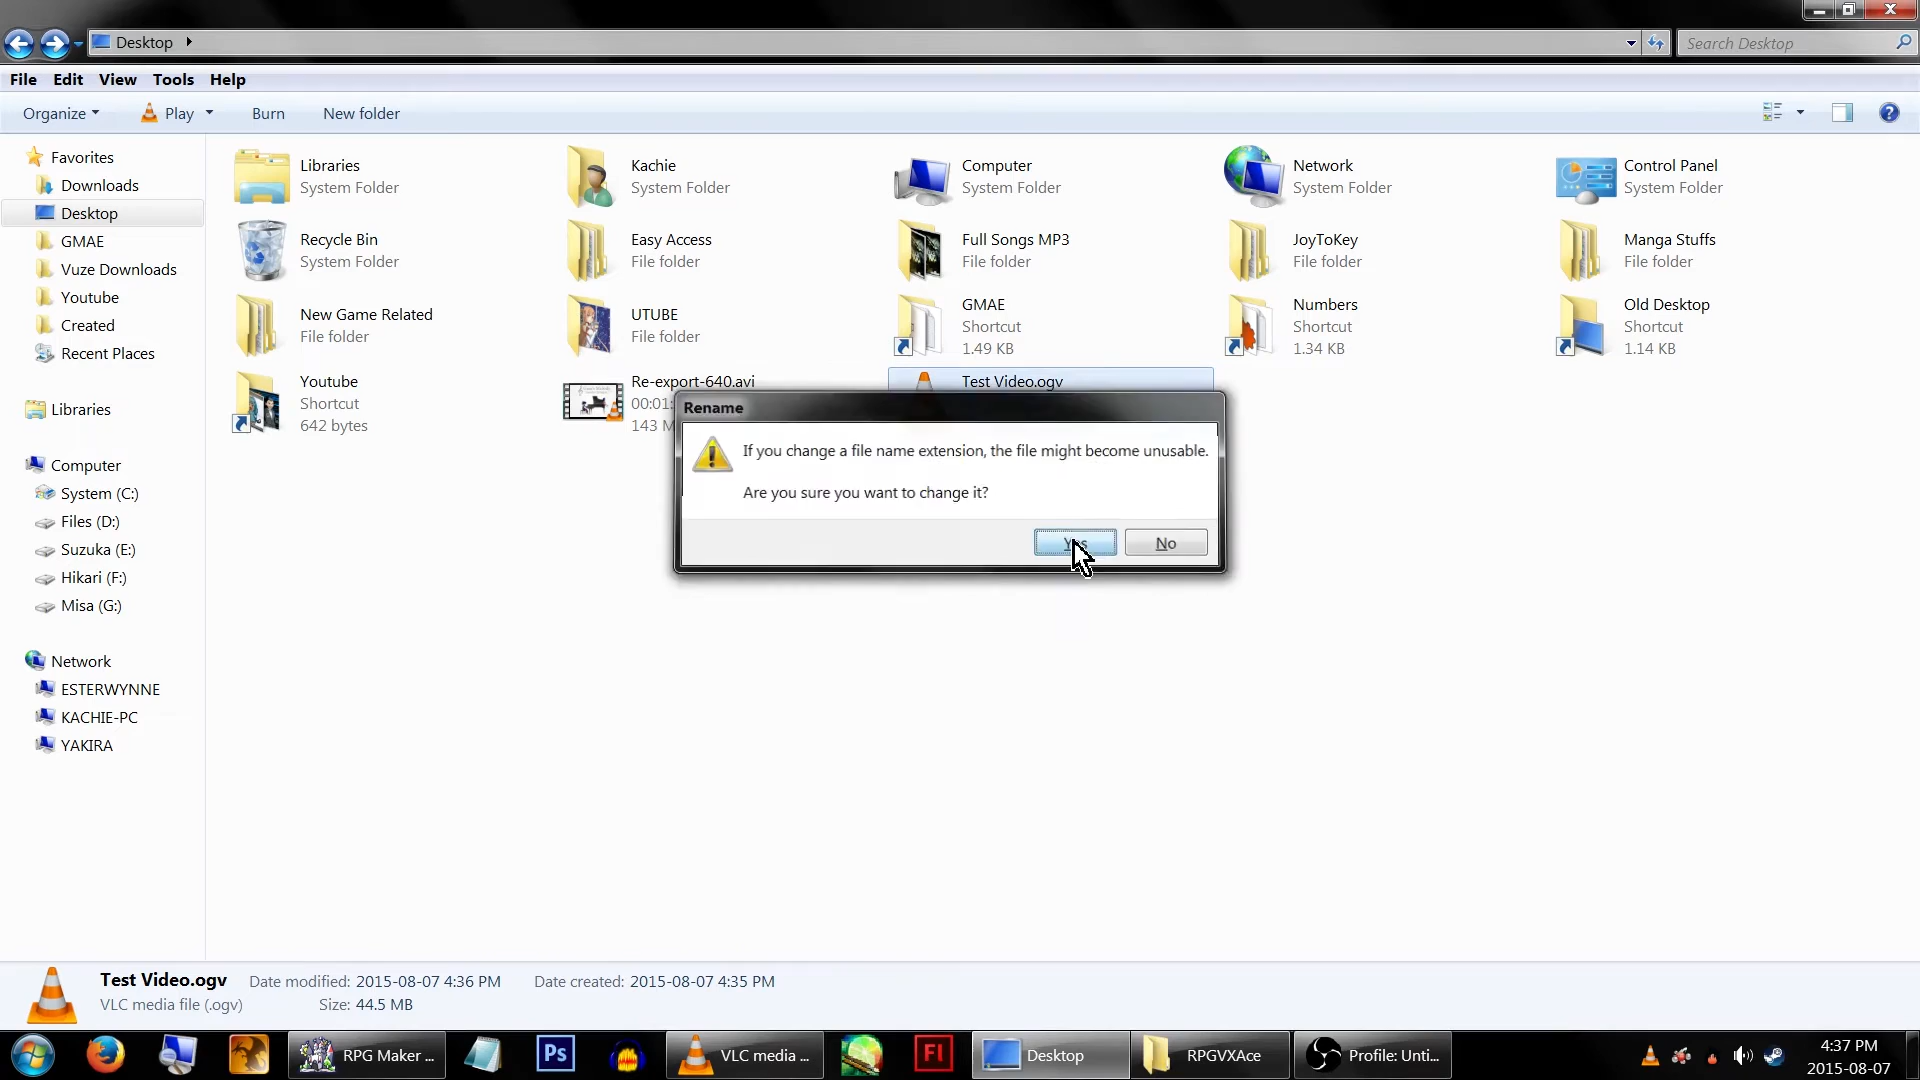 Desktop
Search Desktop
File Edit View Tools Help
Organize Play Burn New folder
Favorites
Downloads
Desktop
GMAE
Vuze Downloads
Youtube
Created
Recent Places
Libraries
Computer
System (C:)
Files (D:)
Suzuka (E:)
Hikari (F:)
Misa (G:)
Network
ESTERWYNNE
KACHIE-PC
YAKIRA
Libraries
System Folder
Kachie
System Folder
Computer
System Folder
Network
System Folder
Control Panel
System Folder
Recycle Bin
System Folder
Easy Access
File folder
Full Songs MP3
File folder
JoyToKey
File folder
Manga Stuffs
File folder
New Game Related
File folder
UTUBE
File folder
GMAE
Shortcut
1.49 KB
Numbers
Shortcut
1.34 KB
Old Desktop
Shortcut
1.14 KB
Youtube
Shortcut
642 bytes
Re-export-640.avi
00:01:
143 M
Test Video.ogv
Rename
If you change a file name extension, the file might become unusable.
Are you sure you want to change it?
Yes No
Test Video.ogv Date modified: 2015-08-07 4:36 PM Date created: 2015-08-07 4:35 PM
VLC media file (.ogv) Size: 44.5 MB
RPG Maker ... Ps VLC media ... Fl Desktop RPGVXAce Profile: Unti...
4:37 PM
2015-08-07